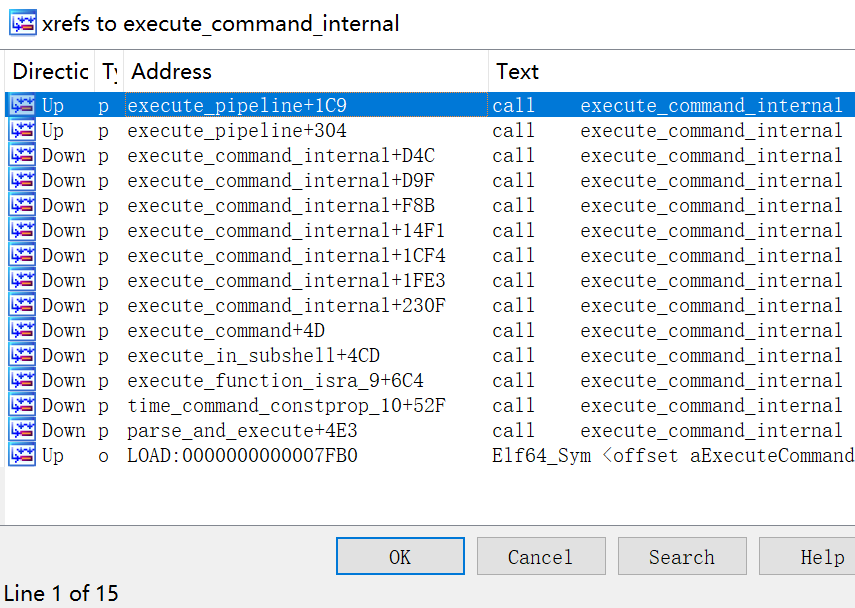 xrefs to execute_command_internal
Directic Ty Address Text
Up p execute_pipeline+1C9 call execute_command_internal
Up p execute_pipeline+304 call execute_command_internal
Down p execute_command_internal+D4C call execute_command_internal
Down p execute_command_internal+D9F call execute_command_internal
Down p execute_command_internal+F8B call execute_command_internal
Down p execute_command_internal+14F1 call execute_command_internal
Down p execute_command_internal+1CF4 call execute_command_internal
Down p execute_command_internal+1FE3 call execute_command_internal
Down p execute_command_internal+230F call execute_command_internal
Down p execute_command+4D call execute_command_internal
Down p execute_in_subshell+4CD call execute_command_internal
Down p execute_function_isra_9+6C4 call execute_command_internal
Down p time_command_constprop_10+52F call execute_command_internal
Down p parse_and_execute+4E3 call execute_command_internal
Up o LOAD:0000000000007FB0 Elf64_Sym <offset aExecuteCommand
OK Cancel Search Help
Line 1 of 15